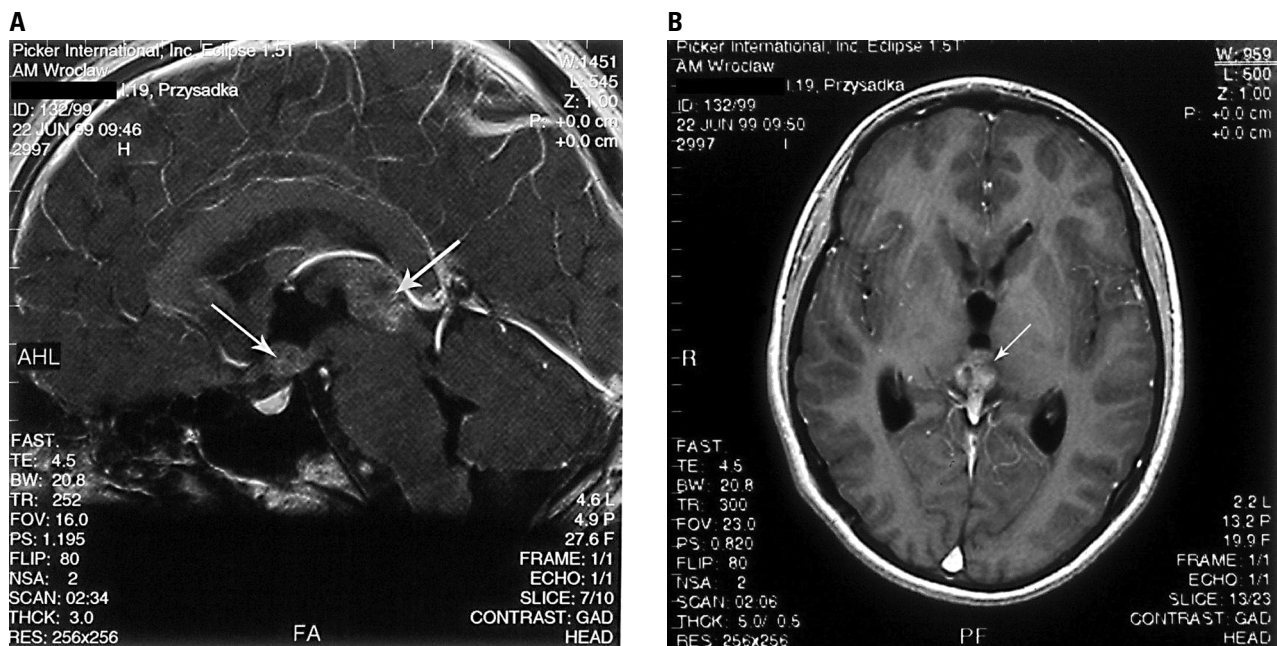 A
Picker International, Inc. Eclipse 1.5T
AM Wroclaw
I.19, Przysadka
ID: 132/99
22 JUN 99 09:46
2997 H
W:1451
L: 545
Z: 1.00
P: +0.0 cm
+0.0 cm
AHL
FAST.
TE: 4.5
BW: 20.8
TR: 252
FOV: 16.0
PS: 1.195
FLIP: 80
NSA: 2
SCAN: 02:34
THCK: 3.0
RES: 256x256
FA
4.6 L
4.9 P
27.6 F
FRAME: 1/1
ECHO: 1/1
SLICE: 7/10
CONTRAST: GAD
HEAD
B
Picker International, Inc. Eclipse 1.5T
AM Wroclaw
I.19, Przysadka
ID: 132/99
22 JUN 99 09:50
2997 I
W: 959
L: 600
Z: 1.00
P: +0.0 cm
+0.0 cm
R
FAST.
TE: 4.5
BW: 20.8
TR: 300
FOV: 23.0
PS: 0.820
FLIP: 80
NSA: 2
SCAN: 02:06
THCK: 5.0/ 0.5
RES: 256x256
PF
2.2 L
13.2 P
19.9 F
FRAME: 1/1
ECHO: 1/1
SLICE: 13/23
CONTRAST: GAD
HEAD